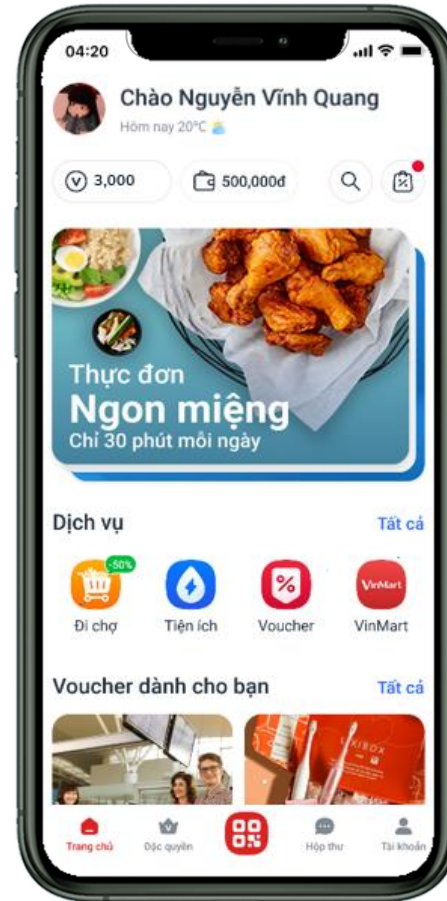 04:20
Chào Nguyễn Vĩnh Quang
Hôm nay 20°C
3,000
500,000đ
Thực đơn
Ngon miệng
Chỉ 30 phút mỗi ngày
Dịch vụ
Tất cả
-50%
Đi chợ
Tiện ích
Voucher
VinMart
VinMart
Voucher dành cho bạn
Tất cả
Trang chủ
Đặc quyền
Hộp thư
Tài khoản